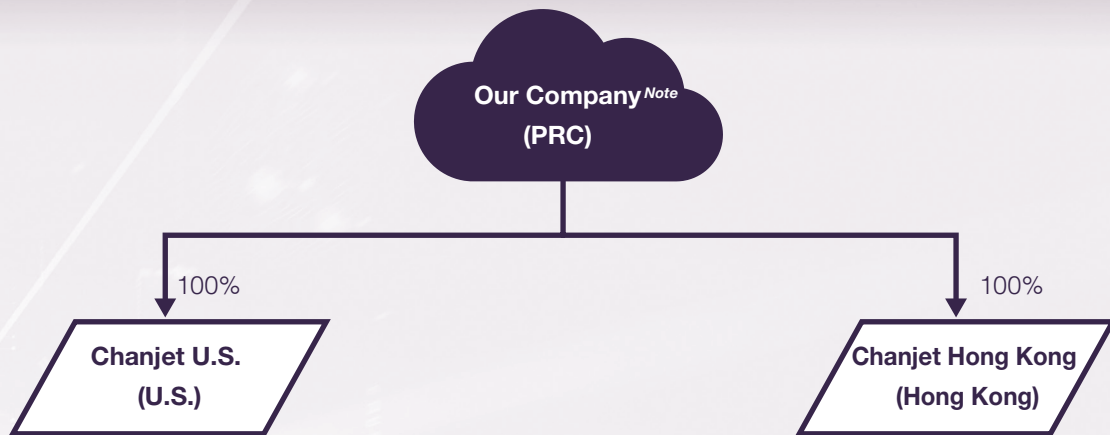 Our Company Note
(PRC)
100%
100%
Chanjet U.S.
(U.S.)
Chanjet Hong Kong
(Hong Kong)